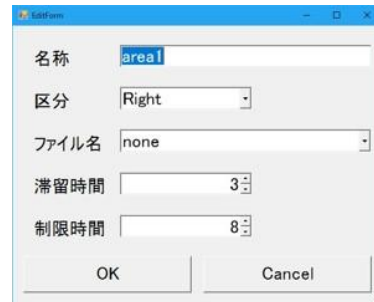 EditForm
名称 area1
区分 Right
ファイル名 none
滞留時間 3
制限時間 8
OK Cancel